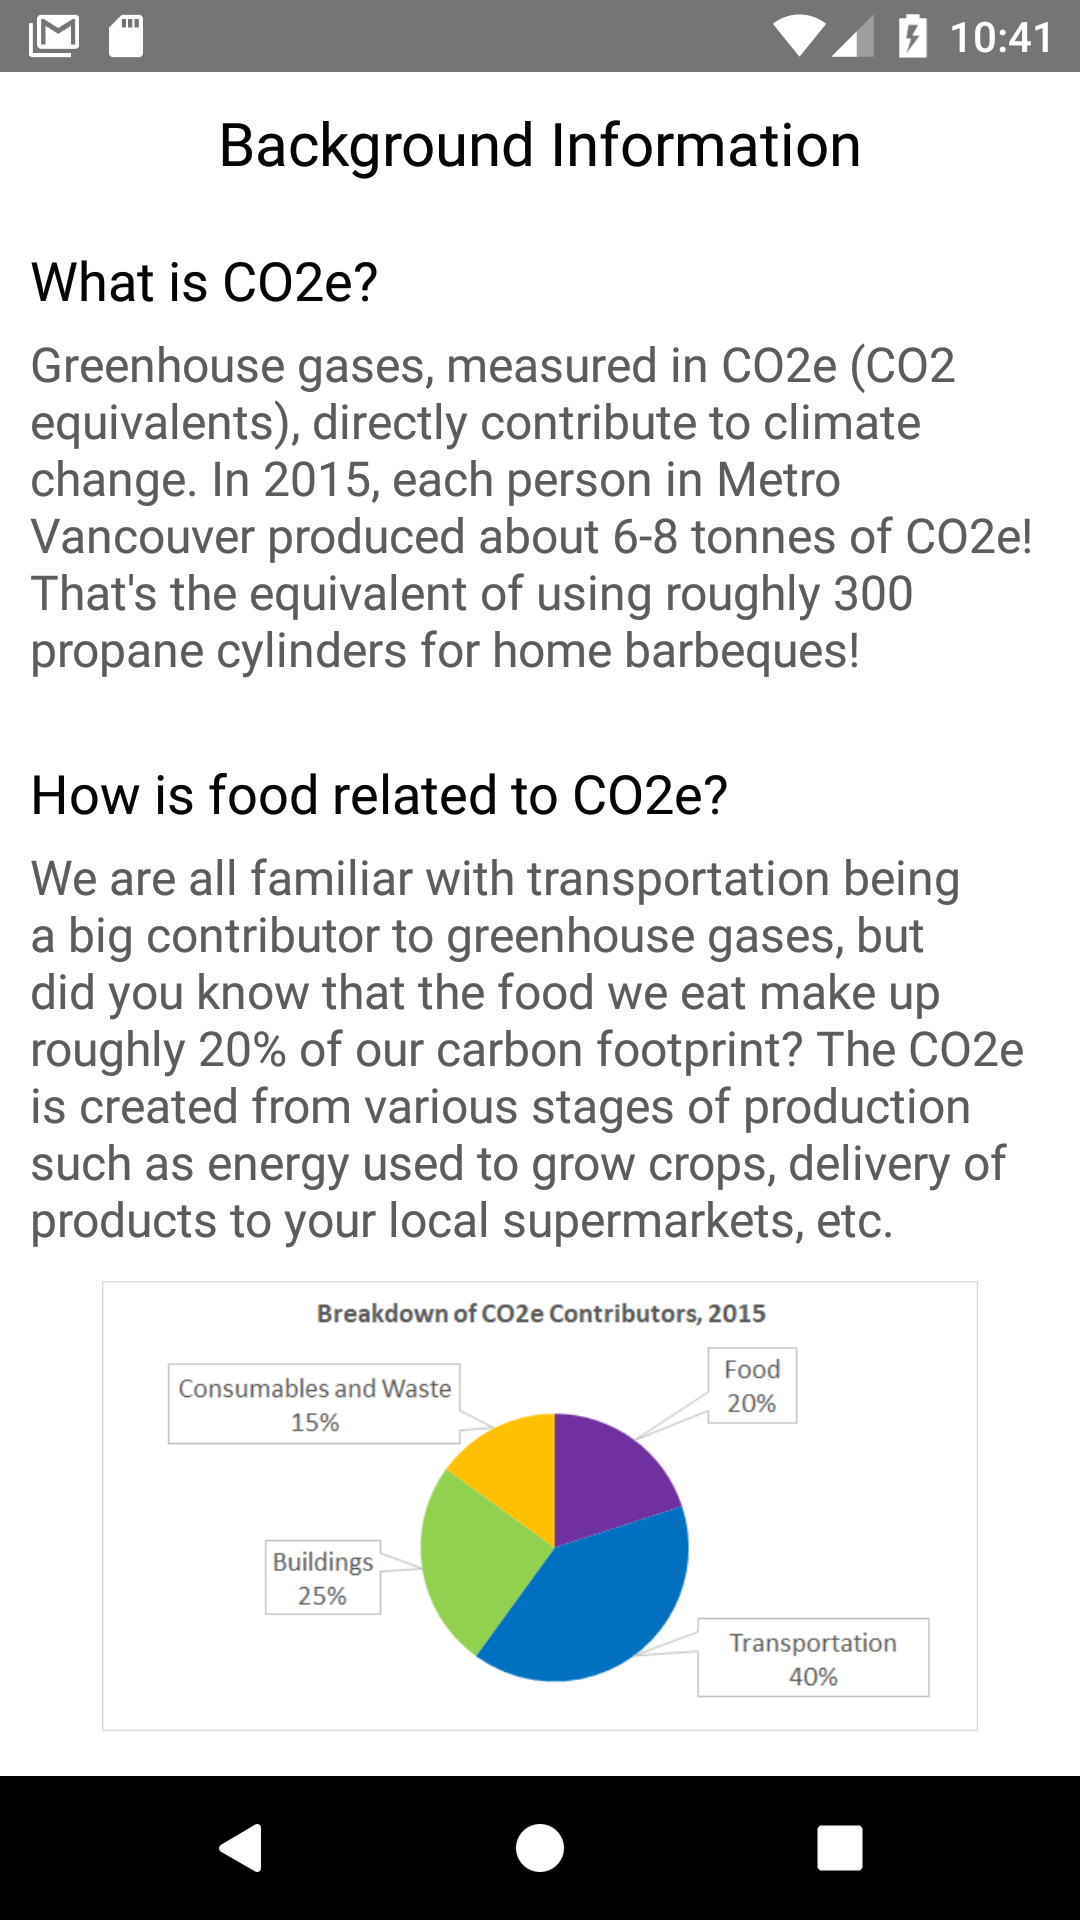 10:41
Background Information
What is CO2e?
Greenhouse gases, measured in CO2e (CO2
equivalents), directly contribute to climate
change. In 2015, each person in Metro
Vancouver produced about 6-8 tonnes of CO2e!
That's the equivalent of using roughly 300
propane cylinders for home barbeques!
How is food related to CO2e?
We are all familiar with transportation being
a big contributor to greenhouse gases, but
did you know that the food we eat make up
roughly 20% of our carbon footprint? The CO2e
is created from various stages of production
such as energy used to grow crops, delivery of
products to your local supermarkets, etc.
Breakdown of CO2e Contributors, 2015
Food
20%
Consumables and Waste
15%
Buildings
25%
Transportation
40%